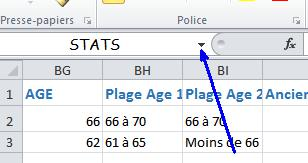 Presse-papiers Police
STATS fx
BG BH BI
1 AGE Plage Age 1 Plage Age 2 Ancien
2 66 66 à 70 66 à 70
3 62 61 à 65 Moins de 66